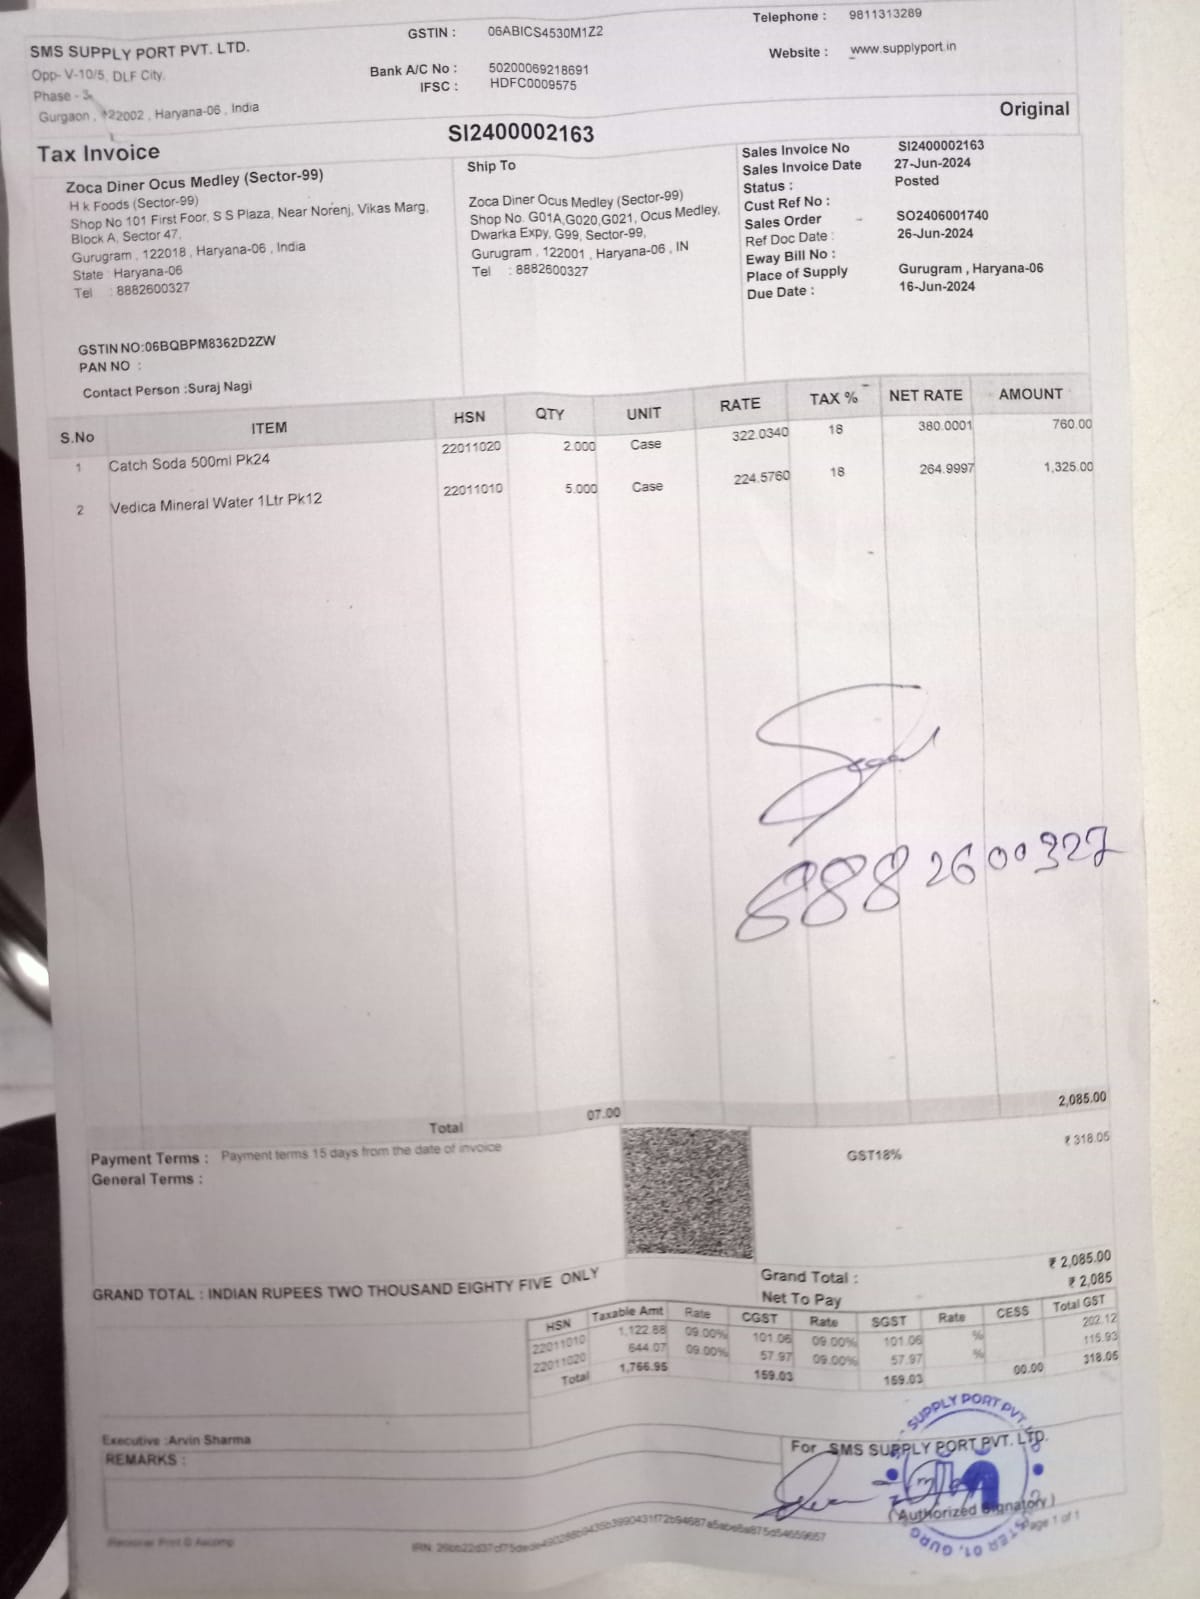 SMS SUPPLY PORT PVT. LTD.
Opp- V-10/5, DLF City,
Phase - 3
Gurgaon , 122002 , Haryana-06 , India
GSTIN : 06ABICS4530M1Z2
Bank A/C No : 50200069218691
IFSC : HDFC0009575
Telephone : 9811313289
Website : www.supplyport.in
Original
Tax Invoice
SI2400002163
Zoca Diner Ocus Medley (Sector-99)
H k Foods (Sector-99)
Shop No 101 First Foor, S S Plaza, Near Norenj, Vikas Marg,
Block A, Sector 47,
Gurugram , 122018 , Haryana-06 , India
State : Haryana-06
Tel : 8882600327
GSTIN NO:06BQBPM8362D2ZW
PAN NO :
Contact Person :Suraj Nagi
Ship To
Zoca Diner Ocus Medley (Sector-99)
Shop No. G01A,G020,G021, Ocus Medley,
Dwarka Expy, G99, Sector-99,
Gurugram , 122001 , Haryana-06 , IN
Tel : 8882600327
Sales Invoice No SI2400002163
Sales Invoice Date 27-Jun-2024
Status : Posted
Cust Ref No :
Sales Order SO2406001740
Ref Doc Date : 26-Jun-2024
Eway Bill No :
Place of Supply Gurugram , Haryana-06
Due Date : 16-Jun-2024
S.No ITEM HSN QTY UNIT RATE TAX % NET RATE AMOUNT
1 Catch Soda 500ml Pk24 22011020 2.000 Case 322.0340 18 380.0001 760.00
2 Vedica Mineral Water 1Ltr Pk12 22011010 5.000 Case 224.5760 18 264.9997 1,325.00
8882600327
Total 07.00 2,085.00
Payment Terms : Payment terms 15 days from the date of invoice
General Terms :
GST18% ₹ 318.05
GRAND TOTAL : INDIAN RUPEES TWO THOUSAND EIGHTY FIVE ONLY
Grand Total : ₹ 2,085.00
Net To Pay ₹ 2,085
HSN Taxable Amt Rate CGST Rate SGST Rate CESS Total GST
22011010 1,122.88 09.00% 101.06 09.00% 101.06 % 202.12
22011020 644.07 09.00% 57.97 09.00% 57.97 % 115.93
Total 1,766.95 159.03 159.03 00.00 318.05
Executive :Arvin Sharma
REMARKS :
For SMS SUPPLY PORT PVT. LTD.
(Authorized Signatory)
Page 1 of 1
SUPPLY PORT PVT.